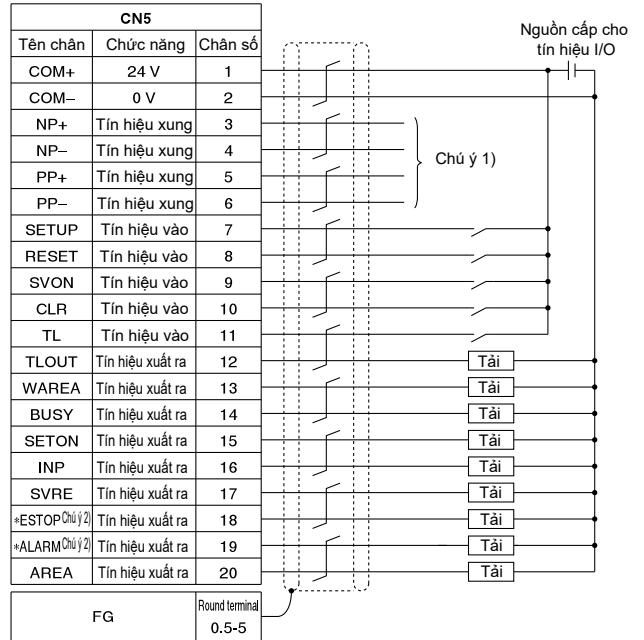 CN5
Nguồn cấp cho
tín hiệu I/O
Tên chân Chức năng Chân số
COM+ 24 V 1
COM– 0 V 2
NP+ Tín hiệu xung 3
NP– Tín hiệu xung 4
PP+ Tín hiệu xung 5
PP– Tín hiệu xung 6
Chú ý 1)
SETUP Tín hiệu vào 7
RESET Tín hiệu vào 8
SVON Tín hiệu vào 9
CLR Tín hiệu vào 10
TL Tín hiệu vào 11
TLOUT Tín hiệu xuất ra 12 Tải
WAREA Tín hiệu xuất ra 13 Tải
BUSY Tín hiệu xuất ra 14 Tải
SETON Tín hiệu xuất ra 15 Tải
INP Tín hiệu xuất ra 16 Tải
SVRE Tín hiệu xuất ra 17 Tải
*ESTOP Chú ý 2) Tín hiệu xuất ra 18 Tải
*ALARM Chú ý 2) Tín hiệu xuất ra 19 Tải
AREA Tín hiệu xuất ra 20 Tải
FG Round terminal
0.5-5